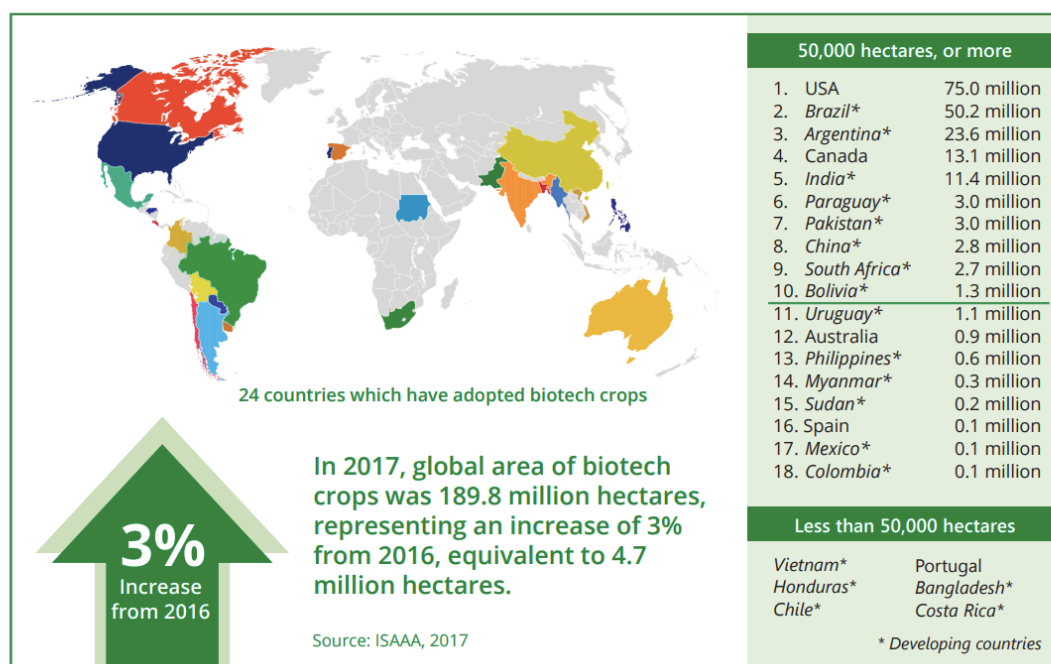 50,000 hectares, or more
1. USA 75.0 million
2. Brazil* 50.2 million
3. Argentina* 23.6 million
4. Canada 13.1 million
5. India* 11.4 million
6. Paraguay* 3.0 million
7. Pakistan* 3.0 million
8. China* 2.8 million
9. South Africa* 2.7 million
10. Bolivia* 1.3 million
11. Uruguay* 1.1 million
12. Australia 0.9 million
13. Philippines* 0.6 million
14. Myanmar* 0.3 million
15. Sudan* 0.2 million
16. Spain 0.1 million
17. Mexico* 0.1 million
18. Colombia* 0.1 million
24 countries which have adopted biotech crops
3%
Increase
from 2016
In 2017, global area of biotech
crops was 189.8 million hectares,
representing an increase of 3%
from 2016, equivalent to 4.7
million hectares.
Source: ISAAA, 2017
Less than 50,000 hectares
Vietnam* Portugal
Honduras* Bangladesh*
Chile* Costa Rica*
* Developing countries